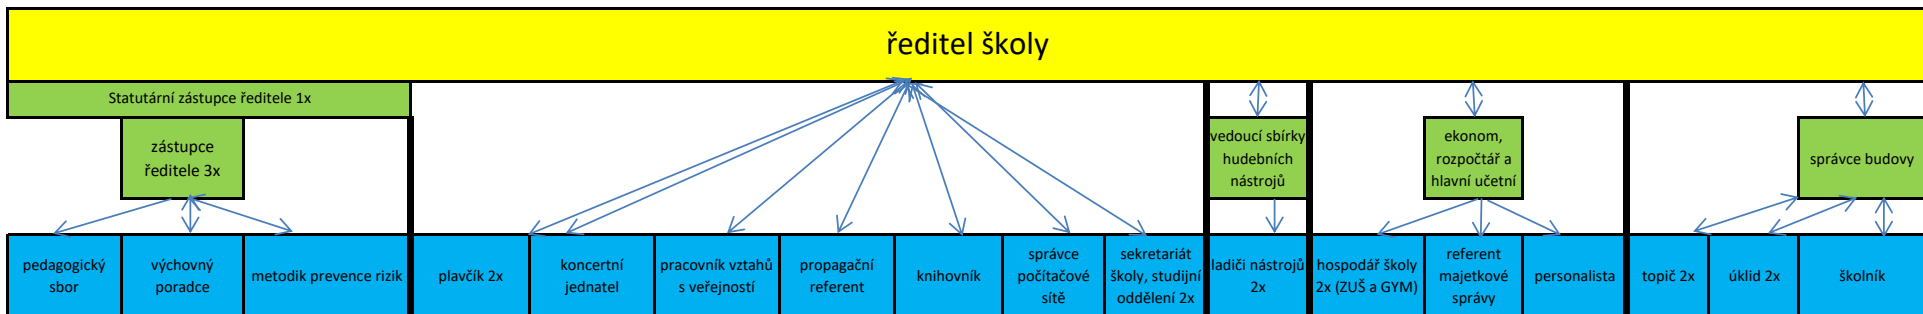 ředitel školy
Statutární zástupce ředitele 1x
zástupce
ředitele 3x
vedoucí sbírky
hudebních
nástrojů
ekonom,
rozpočtář a
hlavní učetní
správce budovy
pedagogický
sbor
výchovný
poradce
metodik prevence rizik
plavčík 2x
koncertní
jednatel
pracovník vztahů
s veřejností
propagační
referent
knihovník
správce
počítačové
sítě
sekretariát
školy, studijní
oddělení 2x
ladiči nástrojů
2x
hospodář školy
2x (ZUŠ a GYM)
referent
majetkové
správy
personalista
topič 2x
úklid 2x
školník